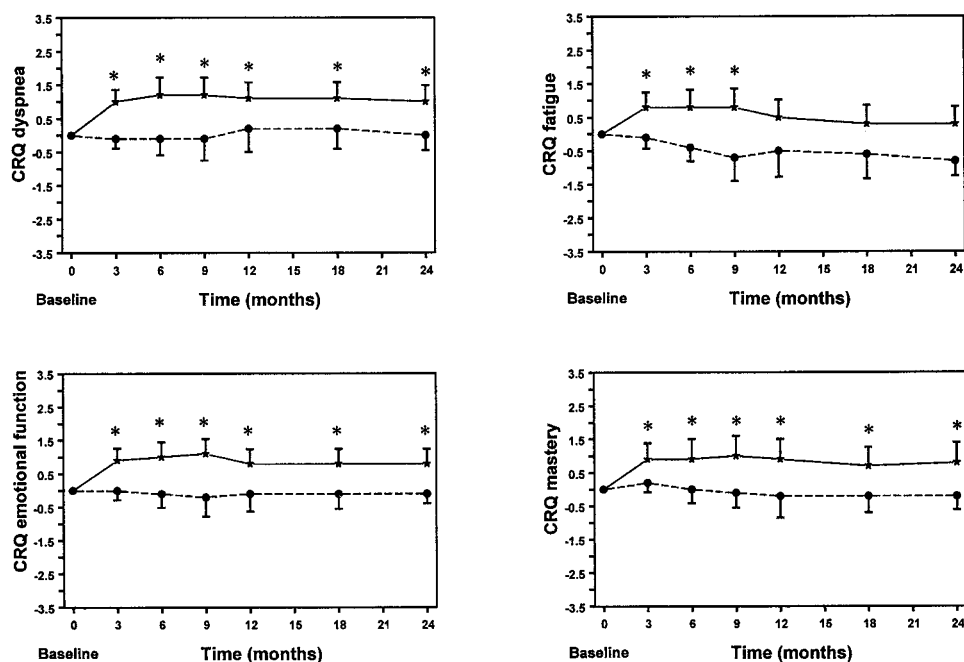 3.5
2.5
1.5
0.5
-0.5
-1.5
-2.5
-3.5
CRQ dyspnea
* * * * * *
0 3 6 9 12 15 18 21 24
Baseline Time (months)
3.5
2.5
1.5
0.5
-0.5
-1.5
-2.5
-3.5
CRQ fatigue
* * *
0 3 6 9 12 15 18 21 24
Baseline Time (months)
3.5
2.5
1.5
0.5
-0.5
-1.5
-2.5
-3.5
CRQ emotional function
* * * * * *
0 3 6 9 12 15 18 21 24
Baseline Time (months)
3.5
2.5
1.5
0.5
-0.5
-1.5
-2.5
-3.5
CRQ mastery
* * * * * *
0 3 6 9 12 15 18 21 24
Baseline Time (months)